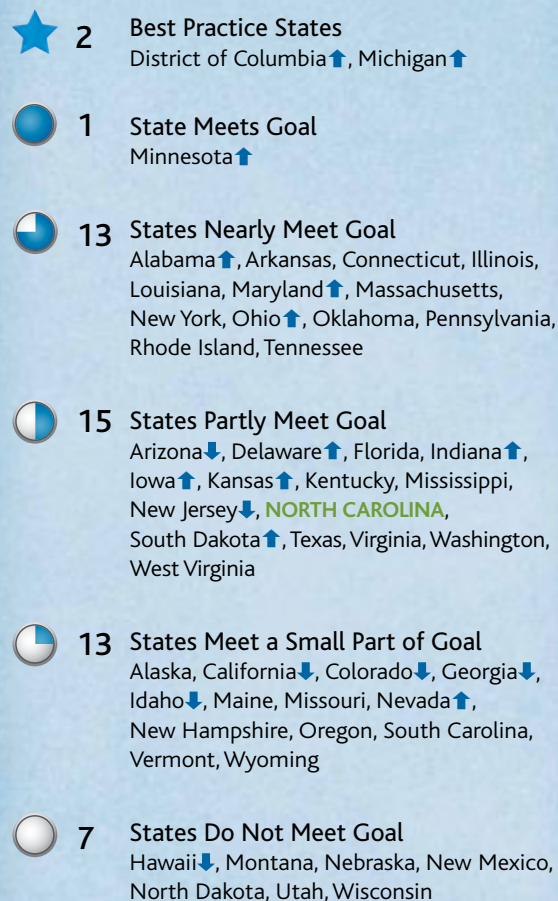 2 Best Practice States
District of Columbia⬆, Michigan⬆
1 State Meets Goal
Minnesota⬆
13 States Nearly Meet Goal
Alabama⬆, Arkansas, Connecticut, Illinois,
Louisiana, Maryland⬆, Massachusetts,
New York, Ohio⬆, Oklahoma, Pennsylvania,
Rhode Island, Tennessee
15 States Partly Meet Goal
Arizona⬇, Delaware⬆, Florida, Indiana⬆,
Iowa⬆, Kansas⬆, Kentucky, Mississippi,
New Jersey⬇, NORTH CAROLINA,
South Dakota⬆, Texas, Virginia, Washington,
West Virginia
13 States Meet a Small Part of Goal
Alaska, California⬇, Colorado⬇, Georgia⬇,
Idaho⬇, Maine, Missouri, Nevada⬆,
New Hampshire, Oregon, South Carolina,
Vermont, Wyoming
7 States Do Not Meet Goal
Hawaii⬇, Montana, Nebraska, New Mexico,
North Dakota, Utah, Wisconsin